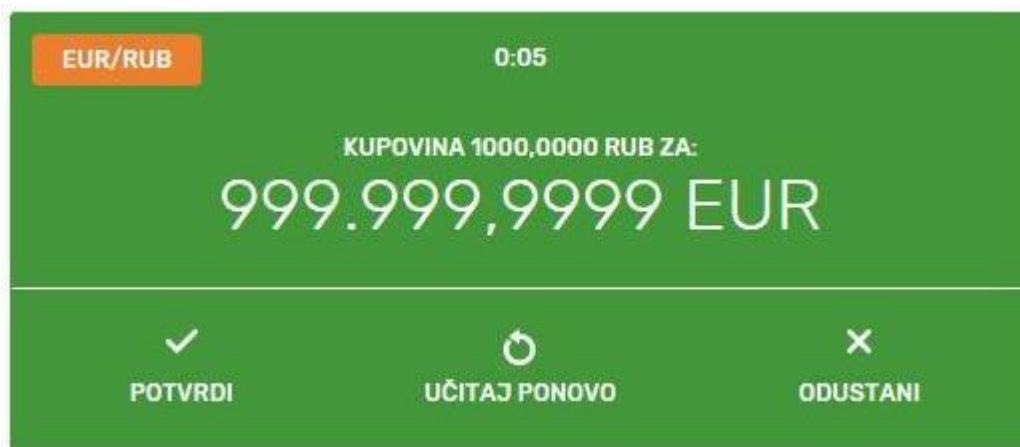 EUR/RUB
0:05
KUPOVINA 1000,0000 RUB ZA:
999.999,9999 EUR
POTVRDI
UČITAJ PONOVO
ODUSTANI